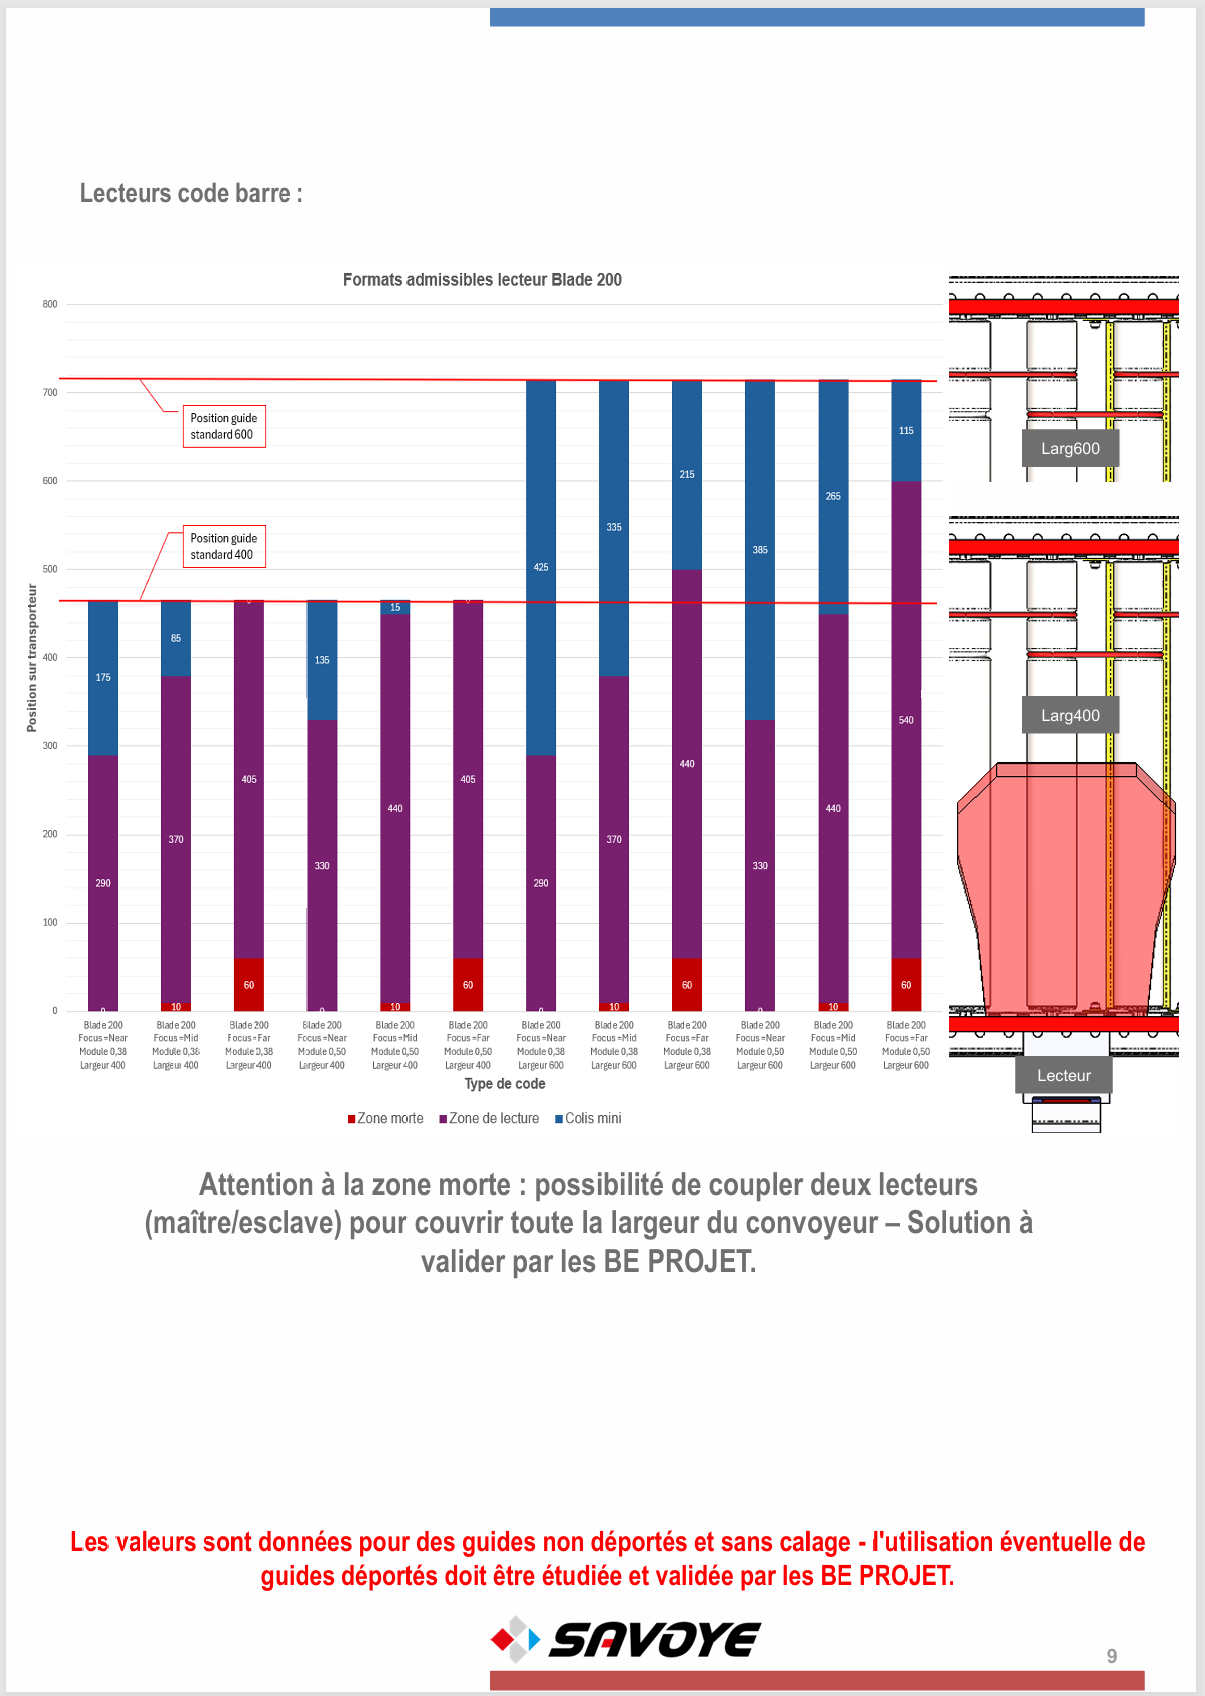 Lecteurs code barre :
Formats admissibles lecteur Blade 200
800
700
600
500
400
300
200
100
0
Position sur transporteur
Position guide
standard 600
Position guide
standard 400
175
290
0
85
370
10
0
405
60
135
330
0
15
440
10
0
405
60
425
290
0
335
370
10
215
440
60
385
330
0
265
440
10
115
540
60
Blade 200
Focus =Near
Module 0,38
Largeur 400
Blade 200
Focus =Mid
Module 0,38
Largeur 400
Blade 200
Focus =Far
Module 0,38
Largeur 400
Blade 200
Focus =Near
Module 0,50
Largeur 400
Blade 200
Focus =Mid
Module 0,50
Largeur 400
Blade 200
Focus =Far
Module 0,50
Largeur 400
Blade 200
Focus =Near
Module 0,38
Largeur 600
Blade 200
Focus =Mid
Module 0,38
Largeur 600
Blade 200
Focus =Far
Module 0,38
Largeur 600
Blade 200
Focus =Near
Module 0,50
Largeur 600
Blade 200
Focus =Mid
Module 0,50
Largeur 600
Blade 200
Focus =Far
Module 0,50
Largeur 600
Type de code
Zone morte
Zone de lecture
Colis mini
Larg600
Larg400
Lecteur
Attention à la zone morte : possibilité de coupler deux lecteurs
(maître/esclave) pour couvrir toute la largeur du convoyeur – Solution à
valider par les BE PROJET.
Les valeurs sont données pour des guides non déportés et sans calage - l'utilisation éventuelle de
guides déportés doit être étudiée et validée par les BE PROJET.
SAVOYE
9